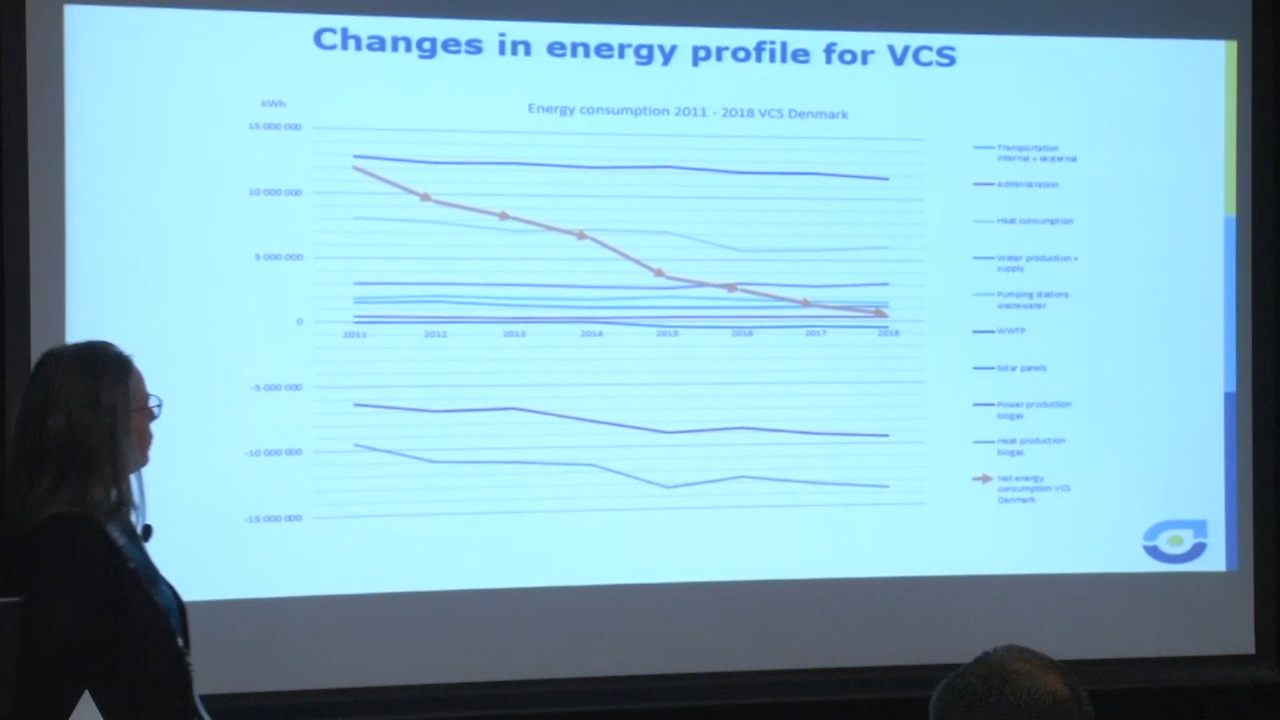 Changes in energy profile for VCS
kWh
Energy consumption 2011 - 2018 VCS Denmark
15 000 000
10 000 000
5 000 000
0
-5 000 000
-10 000 000
-15 000 000
2011 2012 2013 2014 2015 2016 2017 2018
Transportation
internal + eksternal
Administration
Heat consumption
Water production +
supply
Pumping stations
wastewater
WWTP
Solar panels
Power production
biogas
Heat production
biogas
Net energy
consumption VCS
Denmark